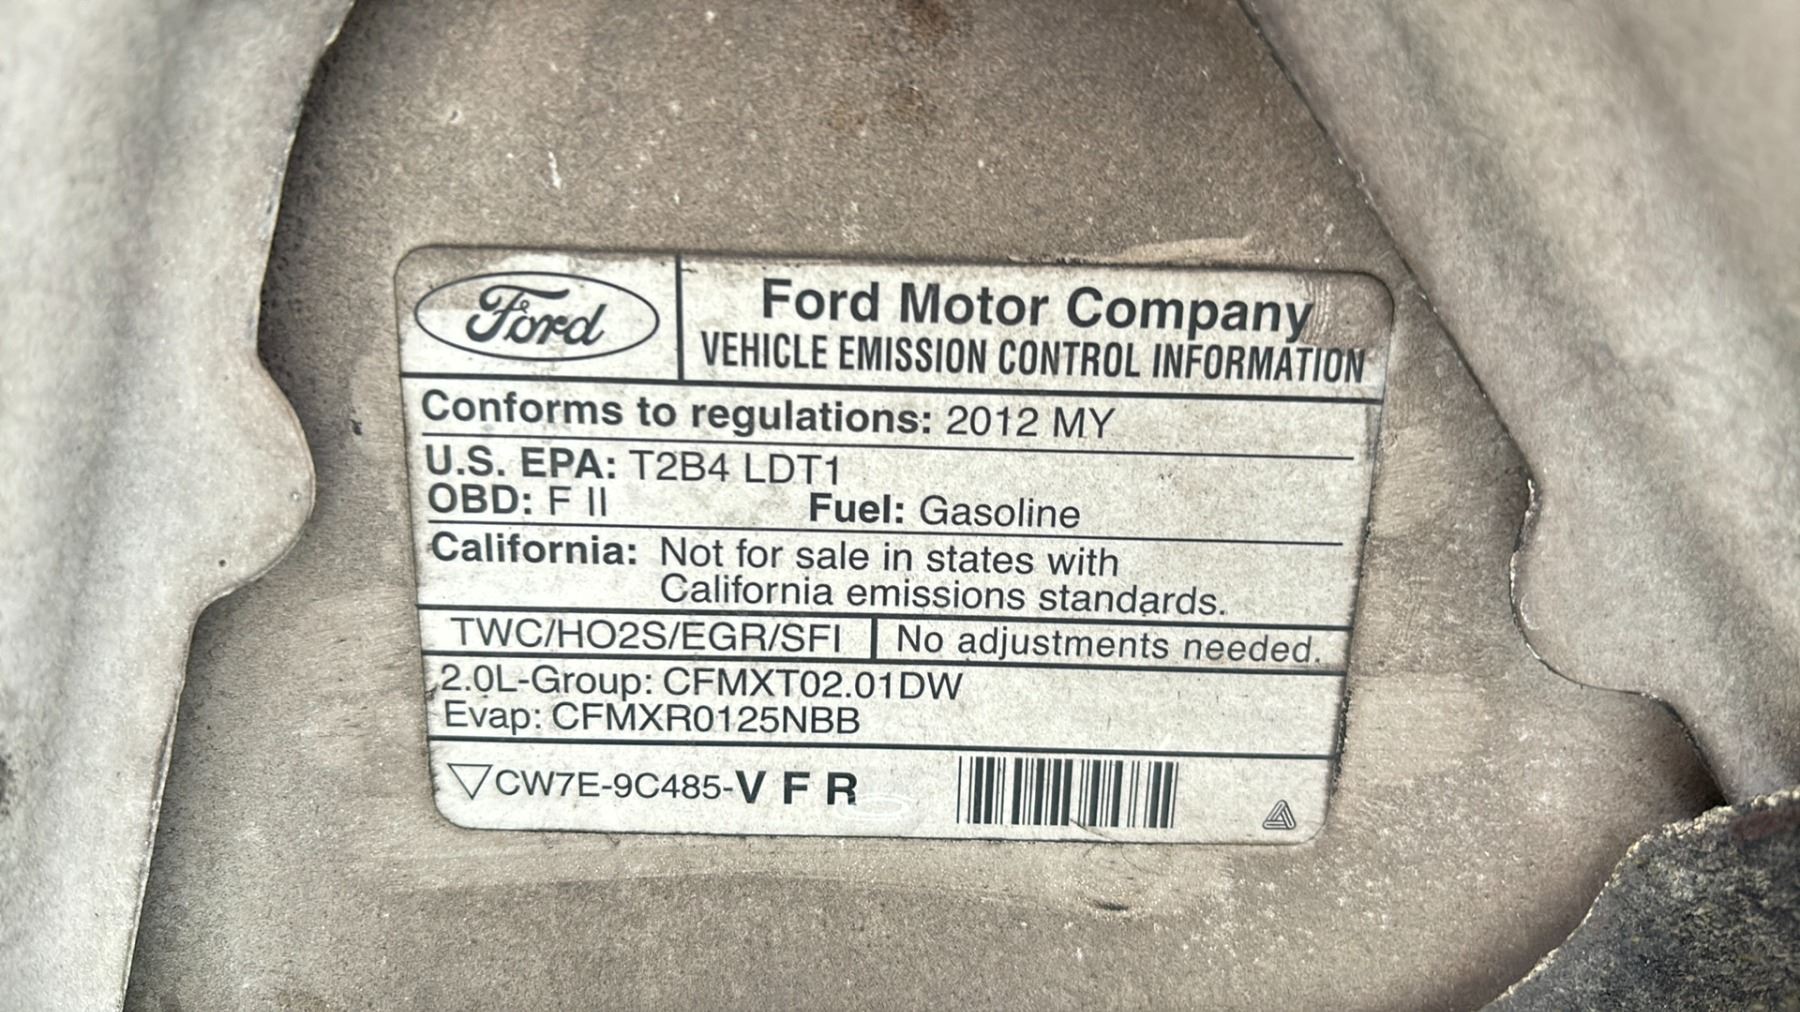 Ford
Ford Motor Company
VEHICLE EMISSION CONTROL INFORMATION
Conforms to regulations: 2012 MY
U.S. EPA: T2B4 LDT1
OBD: F II Fuel: Gasoline
California: Not for sale in states with
California emissions standards.
TWC/HO2S/EGR/SFI No adjustments needed.
2.0L-Group: CFMXT02.01DW
Evap: CFMXR0125NBB
▽CW7E-9C485-V F R